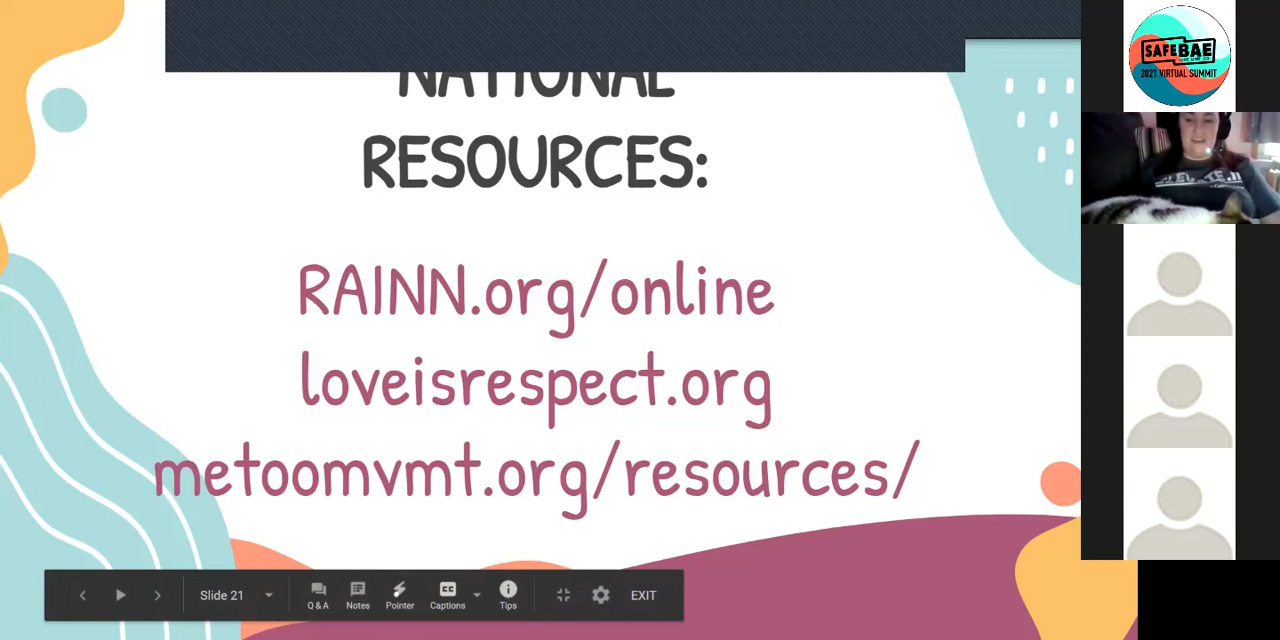 NATIONAL
RESOURCES:
RAINN.org/online
loveisrespect.org
metoomvmt.org/resources/
Slide 21
Q & A
Notes
Pointer
CC
Captions
Tips
EXIT
SAFEBAE
2021 VIRTUAL SUMMIT